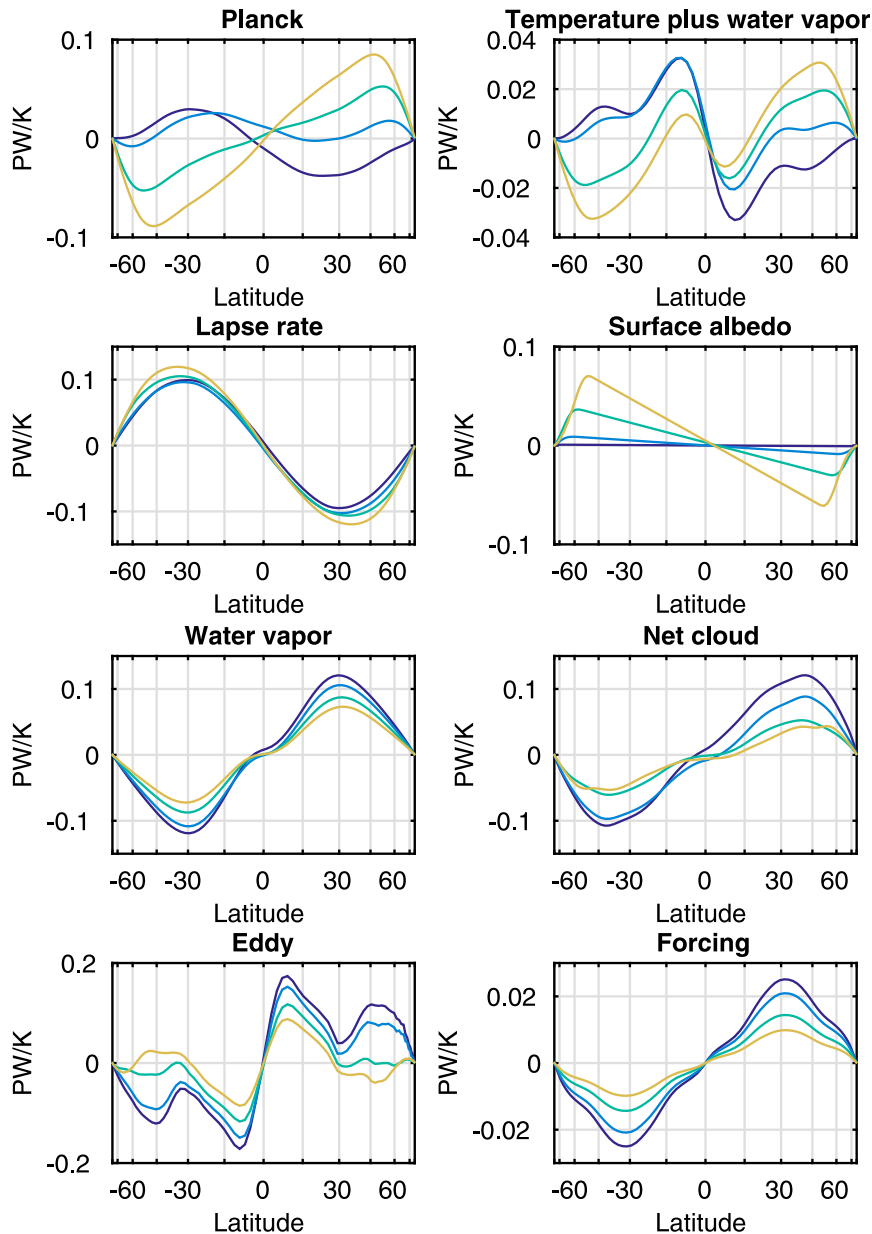 Planck
0.1
0
-0.1
PW/K
-60 -30 0 30 60
Latitude
Temperature plus water vapor
0.04
0.02
0
-0.02
-0.04
PW/K
-60 -30 0 30 60
Latitude
Lapse rate
0.1
0
-0.1
PW/K
-60 -30 0 30 60
Latitude
Surface albedo
0.1
0
-0.1
PW/K
-60 -30 0 30 60
Latitude
Water vapor
0.1
0
-0.1
PW/K
-60 -30 0 30 60
Latitude
Net cloud
0.1
0
-0.1
PW/K
-60 -30 0 30 60
Latitude
Eddy
0.2
0
-0.2
PW/K
-60 -30 0 30 60
Latitude
Forcing
0.02
0
-0.02
PW/K
-60 -30 0 30 60
Latitude